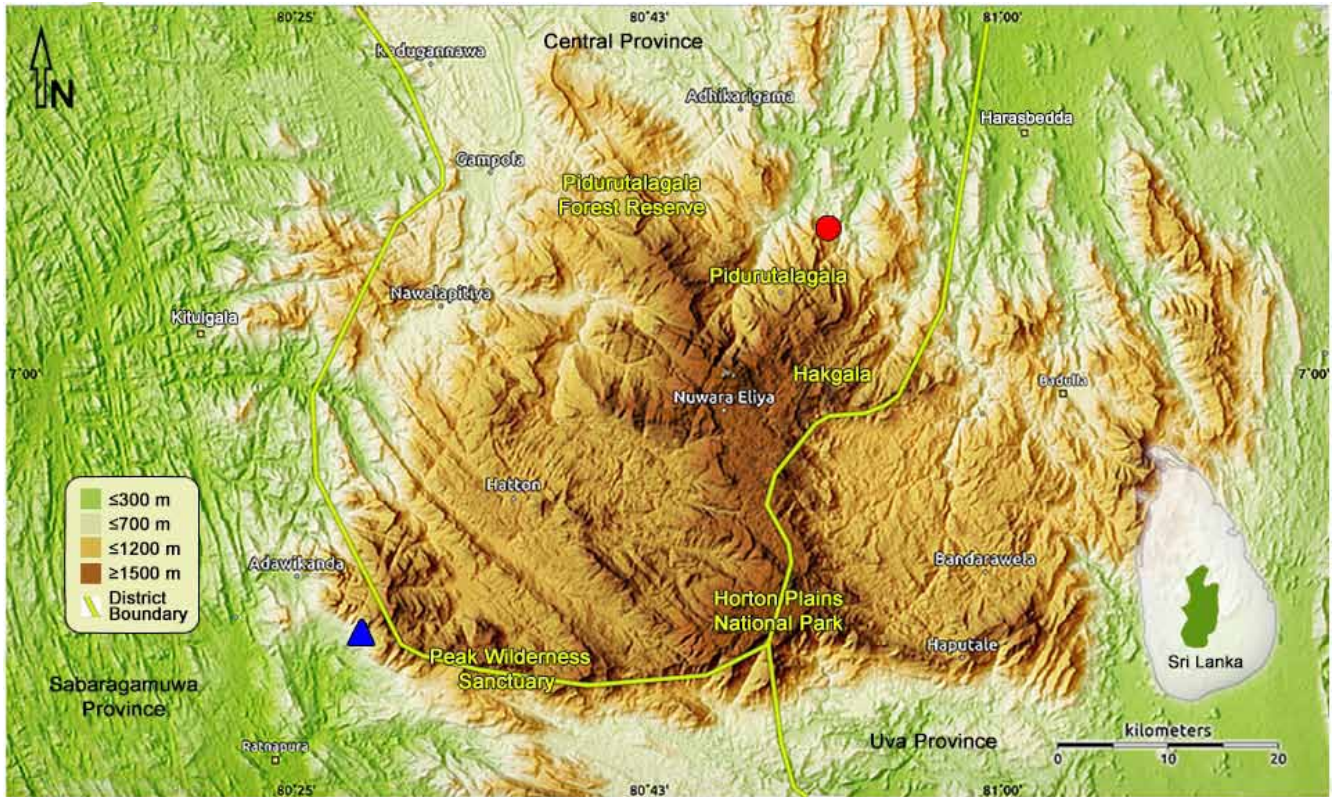 80°25'
80°43'
81°00'
N
Kadugannawa
Central Province
Adhikarigama
Harasbedda
Gampola
Pidurutalagala
Forest Reserve
Pidurutalagala
Nawalapitiya
Kitulgala
7°00'
7°00'
Hakgala
Badulla
Nuwara Eliya
Hatton
≤300 m
≤700 m
≤1200 m
≥1500 m
District
Boundary
Adawikanda
Bandarawela
Horton Plains
National Park
Haputale
Peak Wilderness
Sanctuary
Sri Lanka
Sabaragamuwa
Province
Ratnapura
Uva Province
kilometers
0 10 20
80°25'
80°43'
81°00'